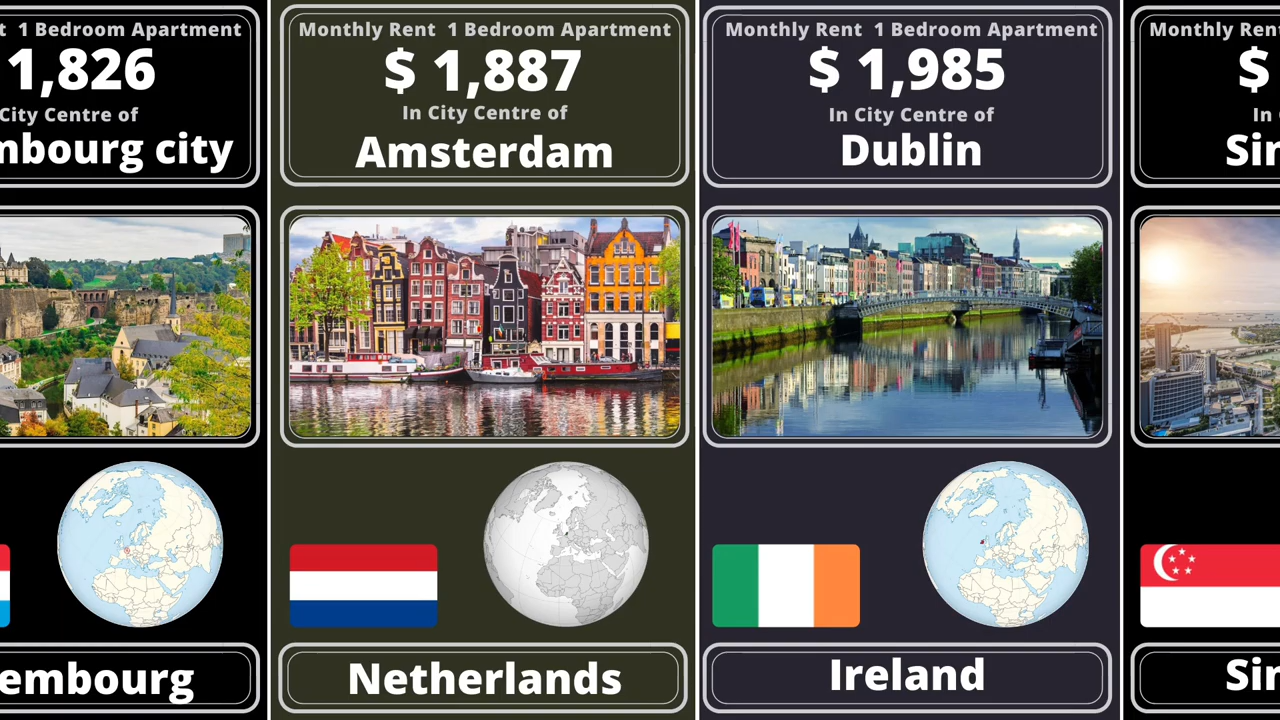 t 1 Bedroom Apartment
1,826
City Centre of
mbourg city
embourg
Monthly Rent 1 Bedroom Apartment
$ 1,887
In City Centre of
Amsterdam
Netherlands
Monthly Rent 1 Bedroom Apartment
$ 1,985
In City Centre of
Dublin
Ireland
Monthly Rent
$
In
Sin
Sin